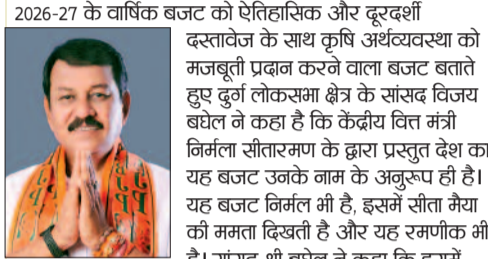 2026-27 के वार्षिक बजट को ऐतिहासिक और दूरदर्शी
दस्तावेज के साथ कृषि अर्थव्यवस्था को
मजबूती प्रदान करने वाला बजट बताते
हुए दुर्ग लोकसभा क्षेत्र के सांसद विजय
बघेल ने कहा है कि केंद्रीय वित्त मंत्री
निर्मला सीतारमण के द्वारा प्रस्तुत देश का
यह बजट उनके नाम के अनुरूप ही है।
यह बजट निर्मल भी है, इसमें सीता मैया
की ममता दिखती है और यह रमणीक भी
है। सांसद श्री बघेल ने कहा कि इसमें